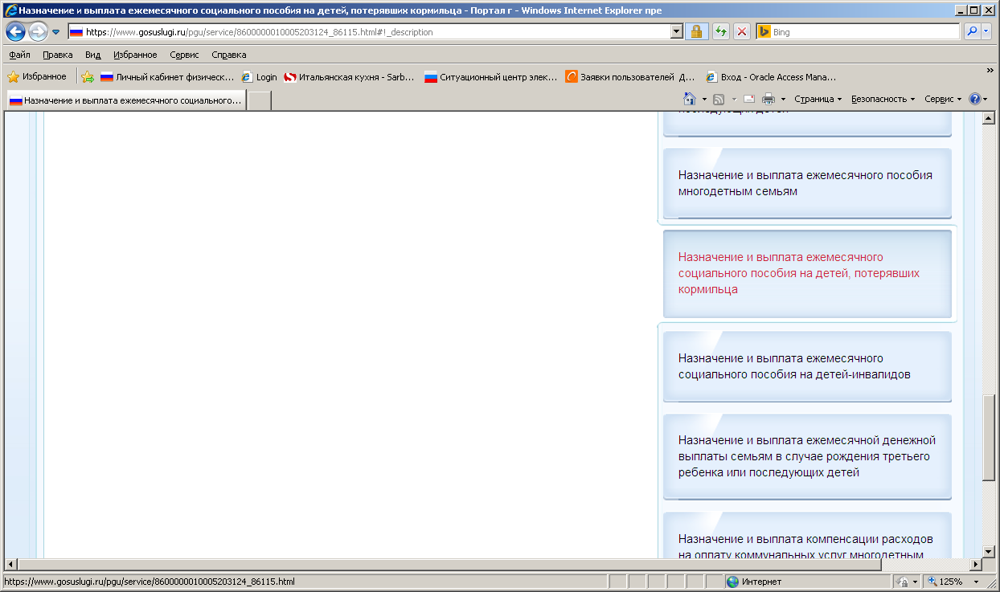 Назначение и выплата ежемесячного социального пособия на детей, потерявших кормильца - Портал г - Windows Internet Explorer пре
https://www.gosuslugi.ru/pgu/service/8600000010005203124_86115.html#!_description
Bing
Файл Правка Вид Избранное Сервис Справка
Избранное Личный кабинет физическ... Login Итальянская кухня - Sarb... Ситуационный центр элек... Заявки пользователей Д... Вход - Oracle Access Mana... »
Назначение и выплата ежемесячного социального... Страница Безопасность Сервис
последующих детей
Назначение и выплата ежемесячного пособия
многодетным семьям
Назначение и выплата ежемесячного
социального пособия на детей, потерявших
кормильца
Назначение и выплата ежемесячного
социального пособия на детей-инвалидов
Назначение и выплата ежемесячной денежной
выплаты семьям в случае рождения третьего
ребенка или последующих детей
Назначение и выплата компенсации расходов
на оплату коммунальных услуг многодетным
https://www.gosuslugi.ru/pgu/service/8600000010005203124_86115.html Интернет 125%